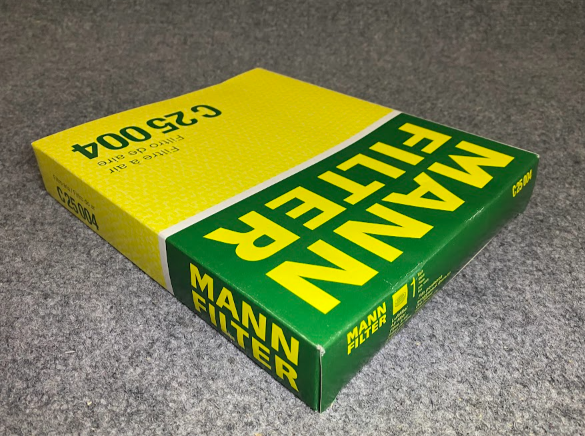 C 25 004
Filtro de aire
Filtre à air
MANN
FILTER
C 25 004
MANN
FILTER
MANN
FILTER
C 25 004